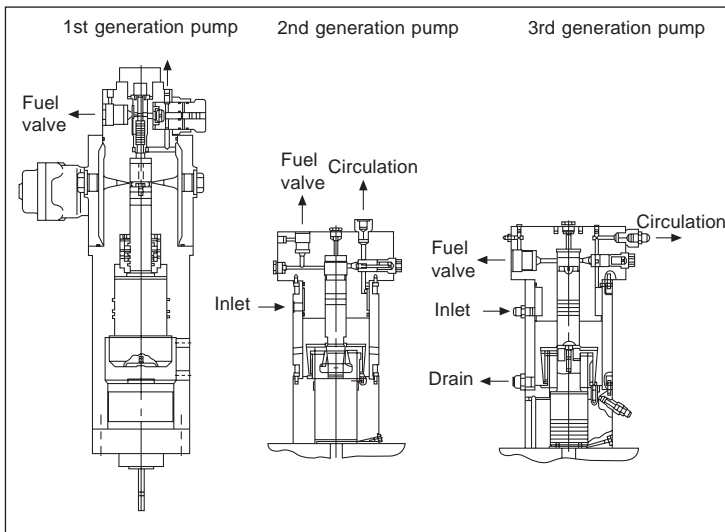 1st generation pump
2nd generation pump
3rd generation pump
Fuel
valve
Fuel
valve
Circulation
Inlet
Circulation
Fuel
valve
Inlet
Drain